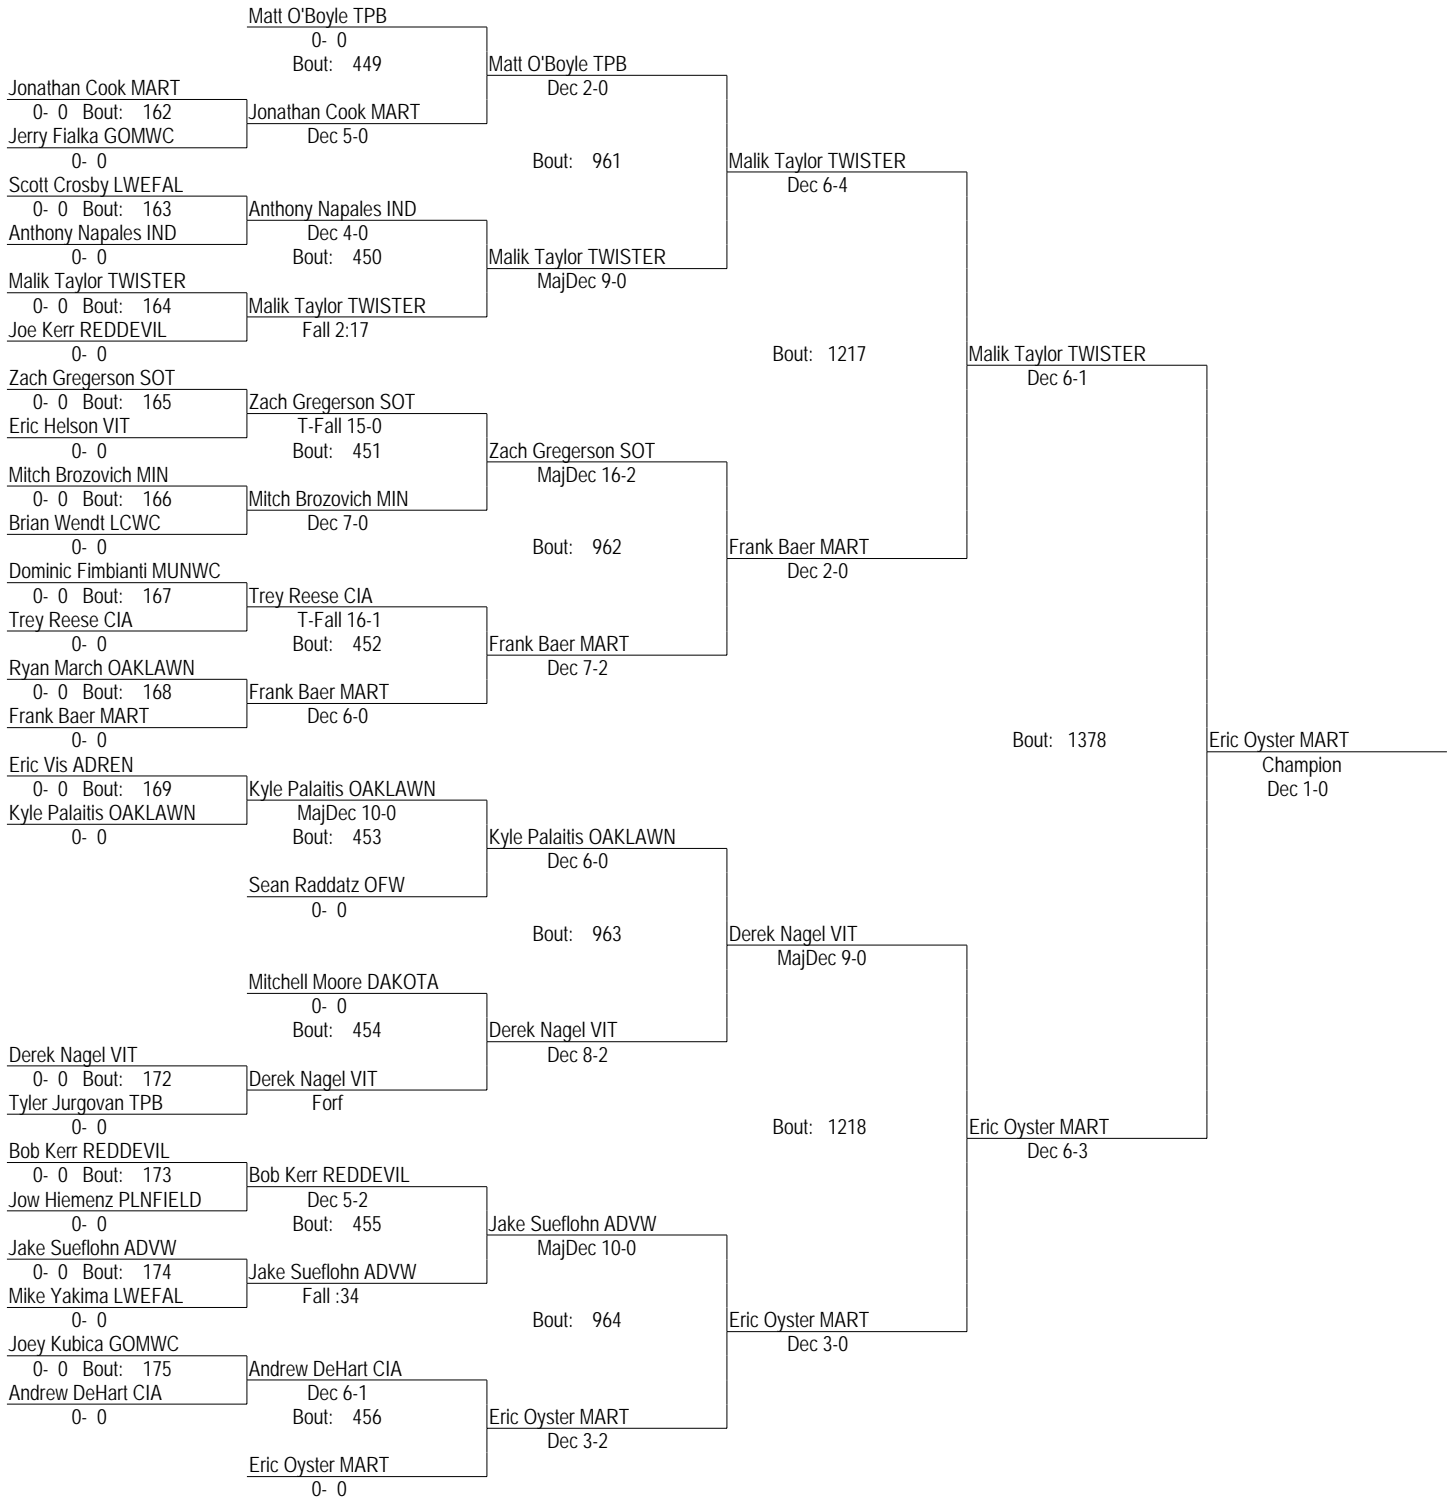 Matt O'Boyle TPB
0- 0
Bout: 449
Matt O'Boyle TPB
Dec 2-0
Jonathan Cook MART
0- 0 Bout: 162
Jonathan Cook MART
Jerry Fialka GOMWC
Dec 5-0
0- 0
Bout: 961
Malik Taylor TWISTER
Dec 6-4
Scott Crosby LWEFAL
0- 0 Bout: 163
Anthony Napales IND
Anthony Napales IND
Dec 4-0
0- 0
Bout: 450
Malik Taylor TWISTER
MajDec 9-0
Malik Taylor TWISTER
0- 0 Bout: 164
Malik Taylor TWISTER
Joe Kerr REDDEVIL
Fall 2:17
0- 0
Bout: 1217
Malik Taylor TWISTER
Dec 6-1
Zach Gregerson SOT
0- 0 Bout: 165
Zach Gregerson SOT
Eric Helson VIT
T-Fall 15-0
0- 0
Bout: 451
Zach Gregerson SOT
MajDec 16-2
Mitch Brozovich MIN
0- 0 Bout: 166
Mitch Brozovich MIN
Brian Wendt LCWC
Dec 7-0
0- 0
Bout: 962
Frank Baer MART
Dec 2-0
Dominic Fimbianti MUNWC
0- 0 Bout: 167
Trey Reese CIA
Trey Reese CIA
T-Fall 16-1
0- 0
Bout: 452
Frank Baer MART
Dec 7-2
Ryan March OAKLAWN
0- 0 Bout: 168
Frank Baer MART
Frank Baer MART
Dec 6-0
0- 0
Bout: 1378
Eric Oyster MART
Champion
Dec 1-0
Eric Vis ADREN
0- 0 Bout: 169
Kyle Palaitis OAKLAWN
Kyle Palaitis OAKLAWN
MajDec 10-0
0- 0
Bout: 453
Kyle Palaitis OAKLAWN
Dec 6-0
Sean Raddatz OFW
0- 0
Bout: 963
Derek Nagel VIT
MajDec 9-0
Mitchell Moore DAKOTA
0- 0
Bout: 454
Derek Nagel VIT
Dec 8-2
Derek Nagel VIT
0- 0 Bout: 172
Derek Nagel VIT
Tyler Jurgovan TPB
Forf
0- 0
Bout: 1218
Eric Oyster MART
Dec 6-3
Bob Kerr REDDEVIL
0- 0 Bout: 173
Bob Kerr REDDEVIL
Jow Hiemenz PLNFIELD
Dec 5-2
0- 0
Bout: 455
Jake Sueflohn ADVW
MajDec 10-0
Jake Sueflohn ADVW
0- 0 Bout: 174
Jake Sueflohn ADVW
Mike Yakima LWEFAL
Fall :34
0- 0
Bout: 964
Eric Oyster MART
Dec 3-0
Joey Kubica GOMWC
0- 0 Bout: 175
Andrew DeHart CIA
Andrew DeHart CIA
Dec 6-1
0- 0
Bout: 456
Eric Oyster MART
Dec 3-2
Eric Oyster MART
0- 0